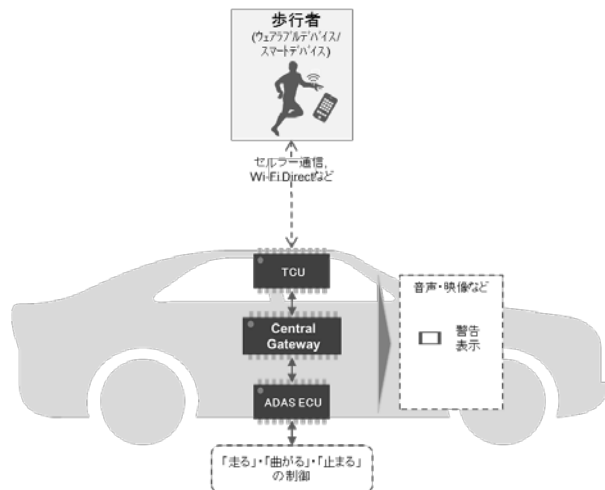 歩行者
(ウェアラブルデバイス/
スマートデバイス)
セルラー通信,
Wi-Fi Directなど
TCU
Central
Gateway
ADAS ECU
「走る」・「曲がる」・「止まる」
の制御
音声・映像など
警告
表示